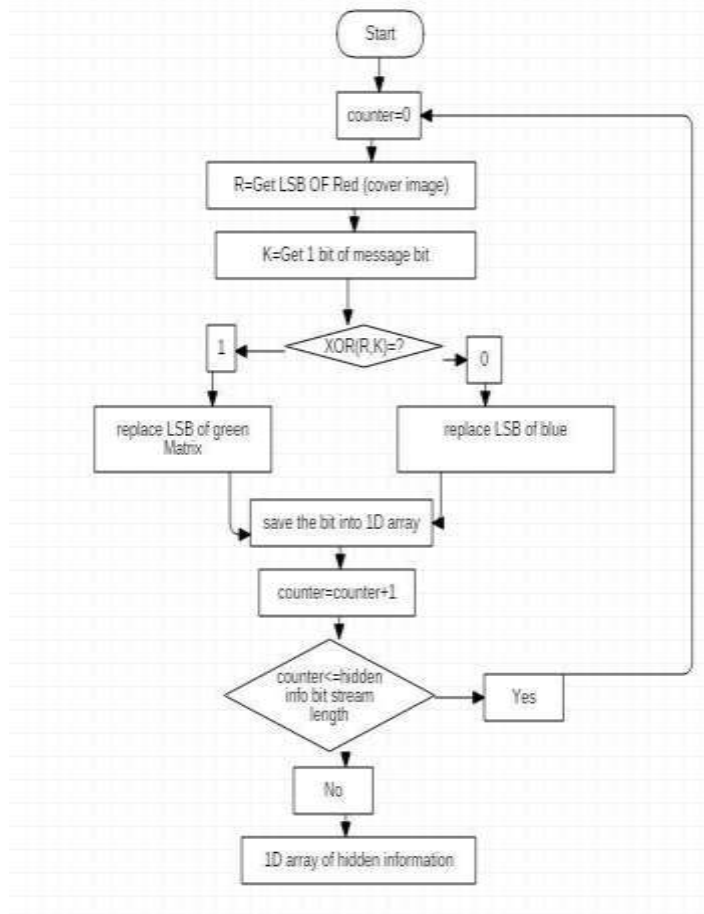 Start
counter=0
R=Get LSB OF Red (cover image)
K=Get 1 bit of message bit
XOR(R,K)=?
1
0
replace LSB of green
Matrix
replace LSB of blue
save the bit into 1D array
counter=counter+1
counter<=hidden
info bit stream
length
Yes
No
1D array of hidden information